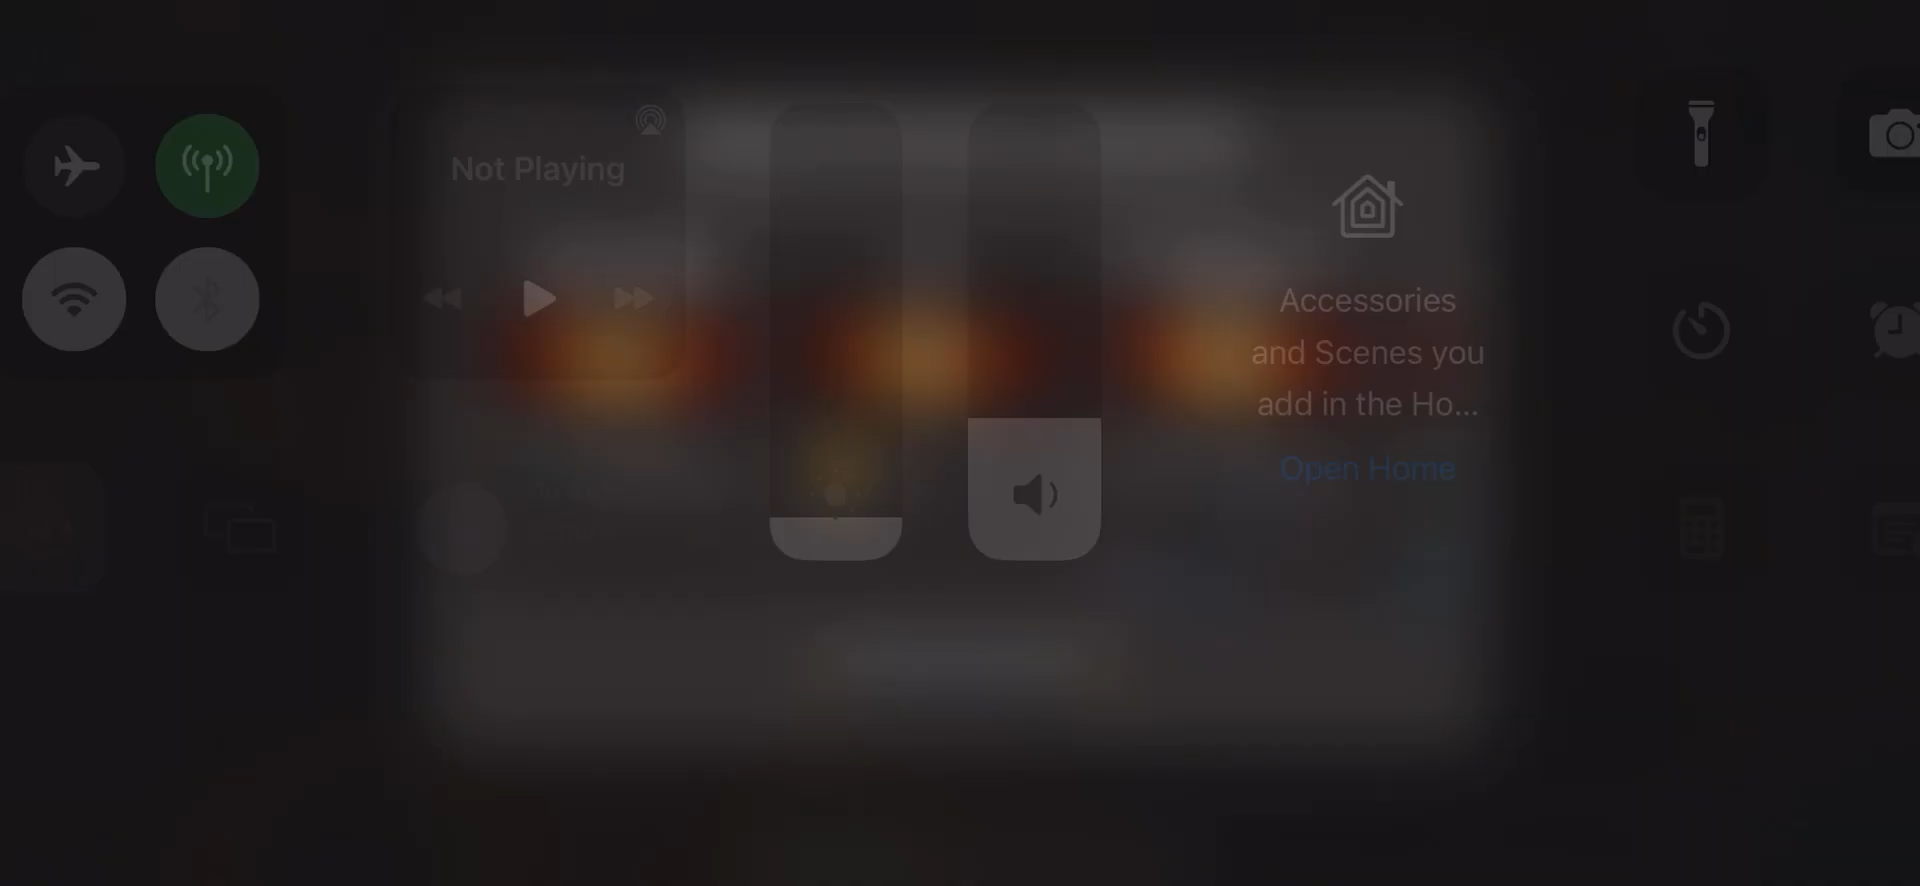 Not Playing
Accessories
and Scenes you
add in the Ho...
Open Home